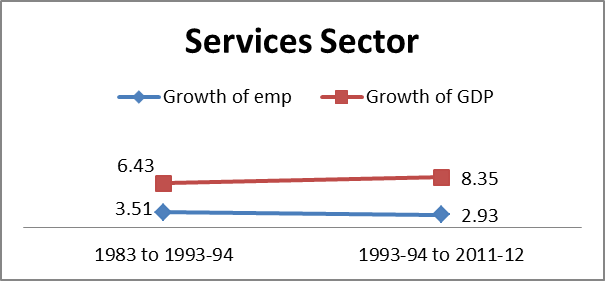 Services Sector
Growth of emp Growth of GDP
6.43 8.35
3.51 2.93
1983 to 1993-94 1993-94 to 2011-12